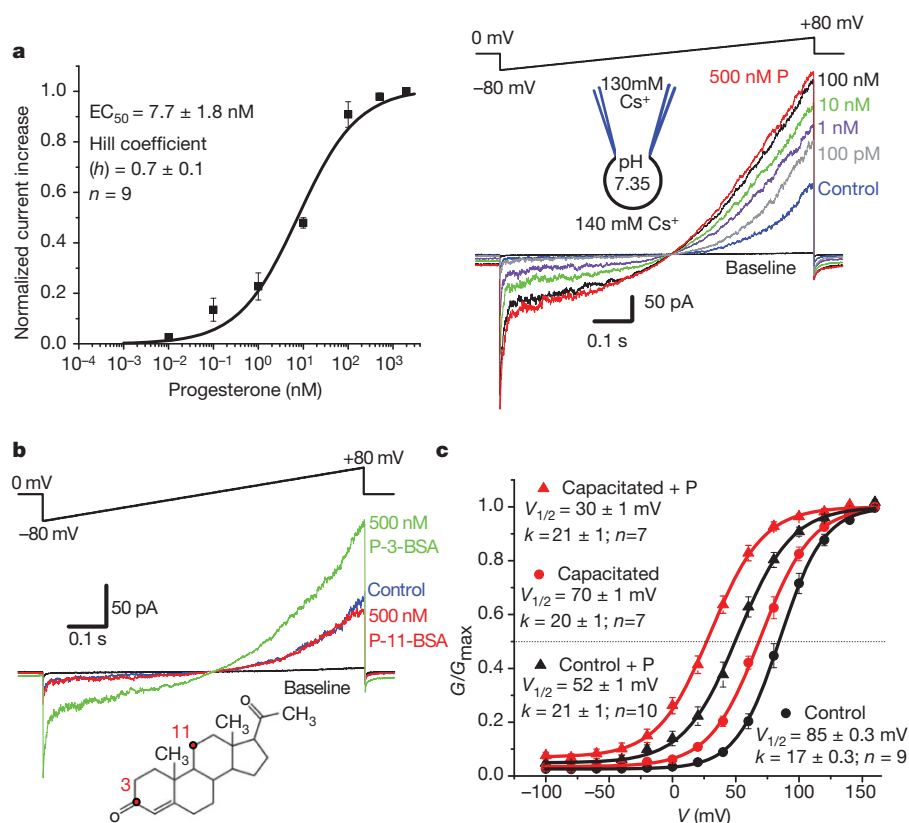 a
EC50 = 7.7 ± 1.8 nM
Hill coefficient
(h) = 0.7 ± 0.1
n = 9
Normalized current increase
1.0
0.8
0.6
0.4
0.2
0.0
10⁻⁴ 10⁻³ 10⁻² 10⁻¹ 10⁰ 10¹ 10² 10³
Progesterone (nM)
0 mV
+80 mV
−80 mV
500 nM P
100 nM
10 nM
1 nM
100 pM
Control
130mM
Cs⁺
pH
7.35
140 mM Cs⁺
Baseline
50 pA
0.1 s
b
0 mV
+80 mV
−80 mV
500 nM
P-3-BSA
Control
500 nM
P-11-BSA
50 pA
0.1 s
Baseline
O
CH3
CH3
11
CH3
3
O
c
G/Gmax
1.0
0.8
0.6
0.4
0.2
0.0
Capacitated + P
V1/2 = 30 ± 1 mV
k = 21 ± 1; n=7
Capacitated
V1/2 = 70 ± 1 mV
k = 20 ± 1; n=7
Control + P
V1/2 = 52 ± 1 mV
k = 21 ± 1; n=10
Control
V1/2 = 85 ± 0.3 mV
k = 17 ± 0.3; n = 9
−100 −50 0 50 100 150
V (mV)